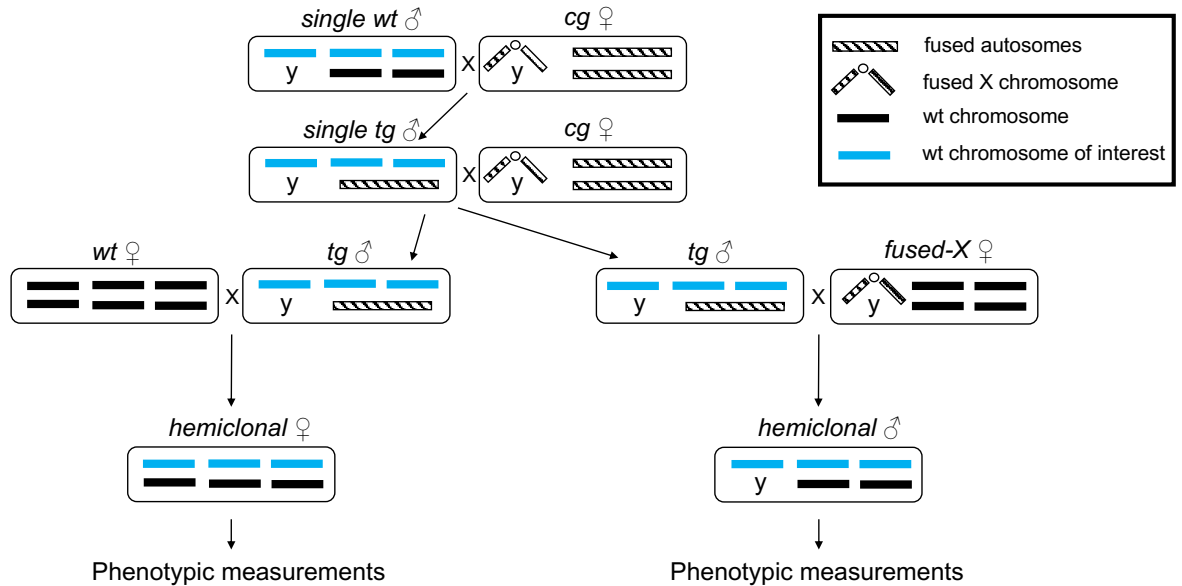 single wt ♂
cg ♀
y
X
y
single tg ♂
cg ♀
y
X
y
wt ♀
tg ♂
X
y
tg ♂
fused-X ♀
y
X
y
hemiclonal ♀
hemiclonal ♂
y
Phenotypic measurements
Phenotypic measurements
fused autosomes
fused X chromosome
wt chromosome
wt chromosome of interest